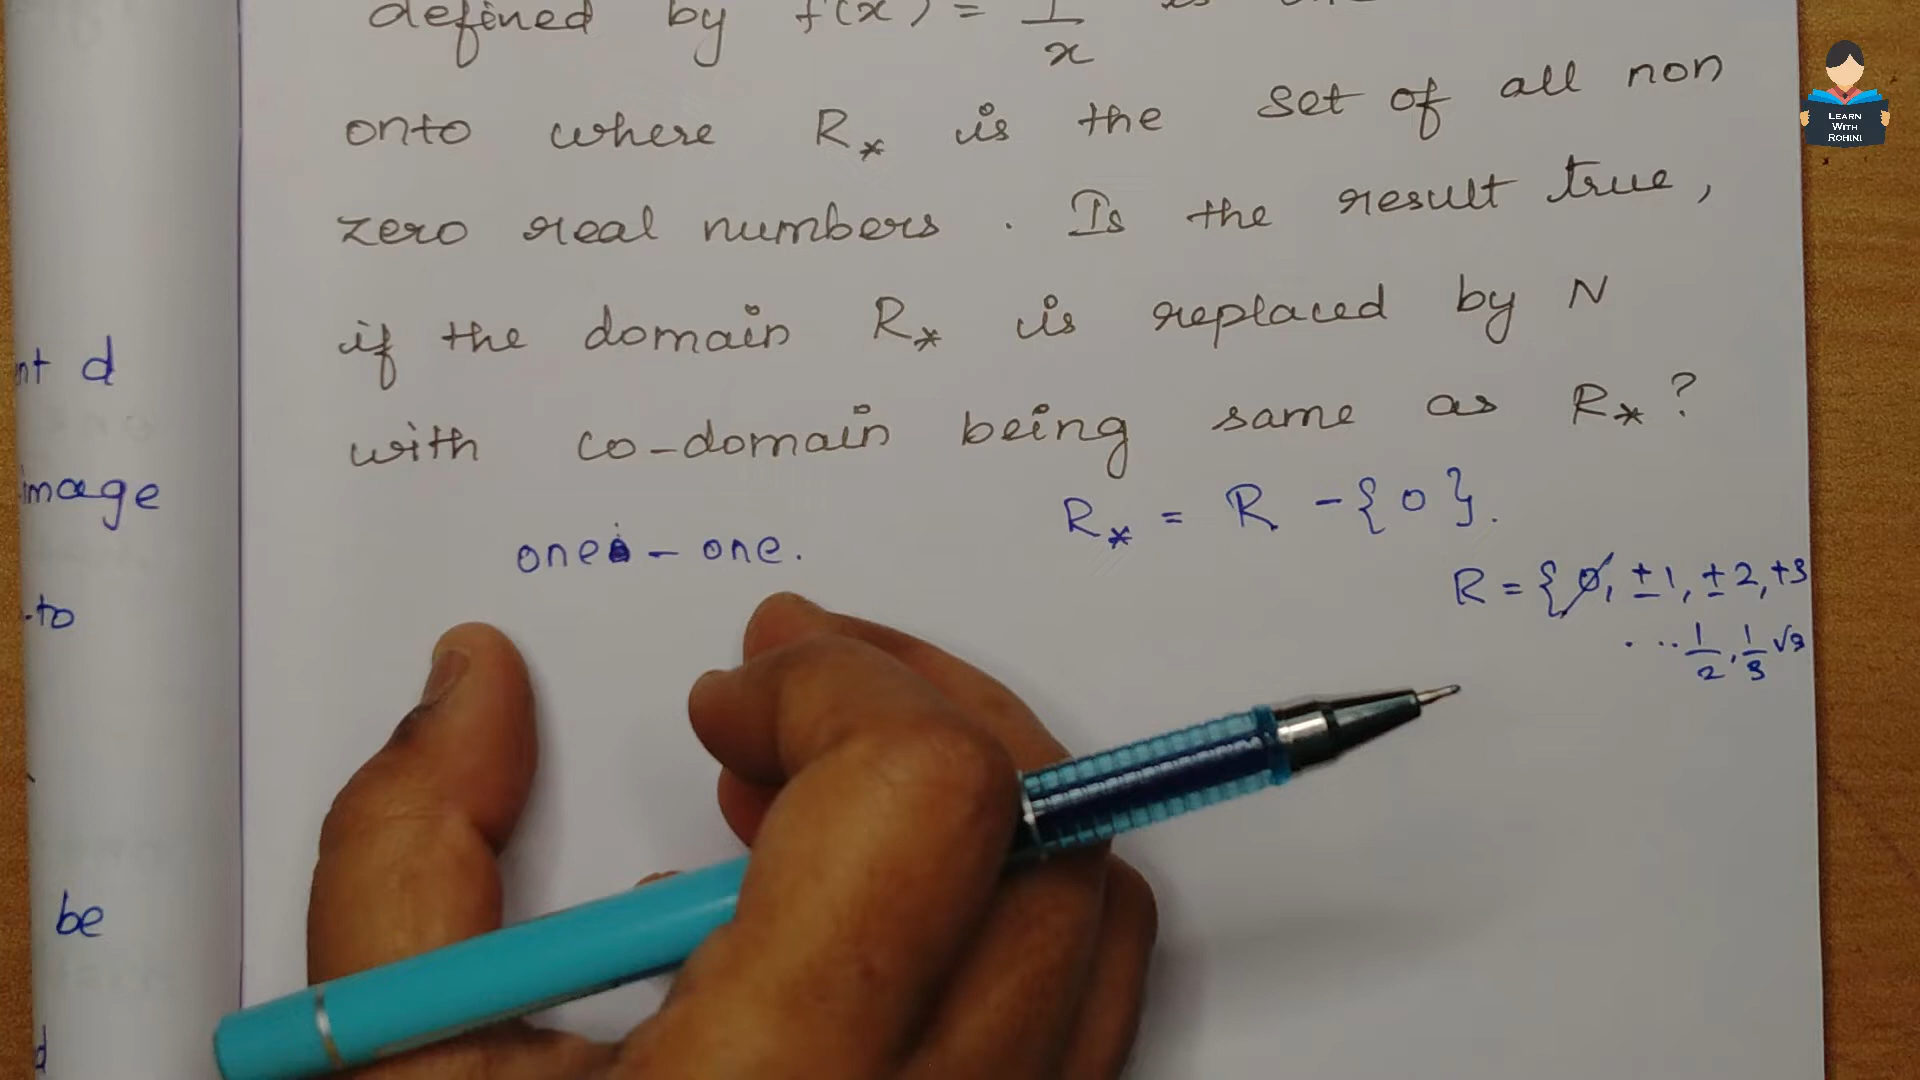 defined by f(x) = 1/x is
onto where R* is the set of all non
zero real numbers. Is the result true,
if the domain R* is replaced by N
with co-domain being same as R*?
R* = R - {0}.
one - one.
R = {0, ±1, ±2, +3
... 1/2, 1/3 √3
nt d
image
-to
be
d
LEARN
WITH
ROHINI